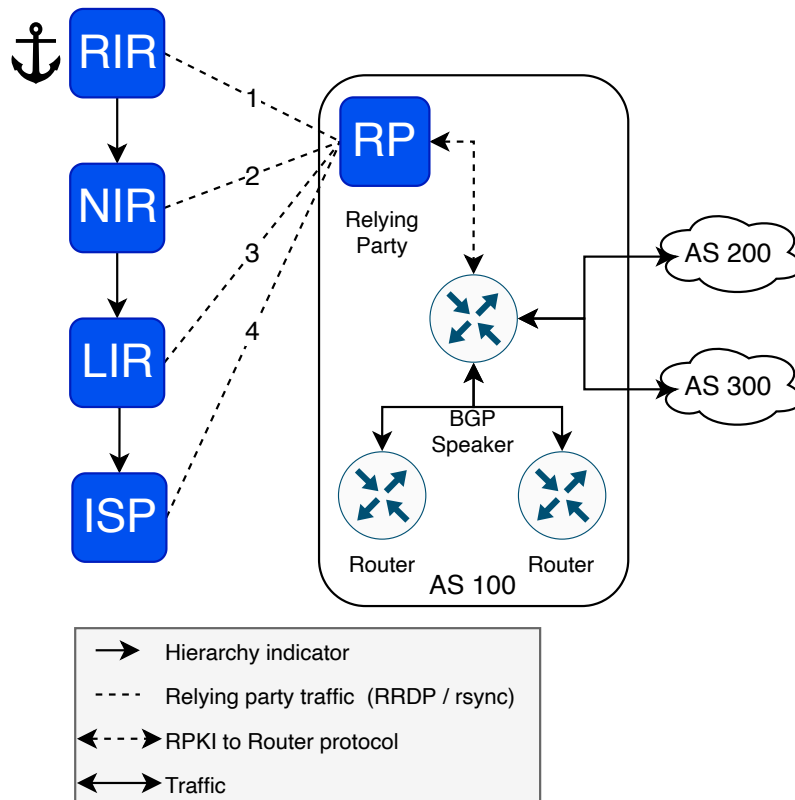 RIR
1
RP
NIR
2
Relying
Party
3
AS 200
4
LIR
AS 300
BGP
Speaker
ISP
Router
Router
AS 100
Hierarchy indicator
Relying party traffic (RRDP / rsync)
RPKI to Router protocol
Traffic